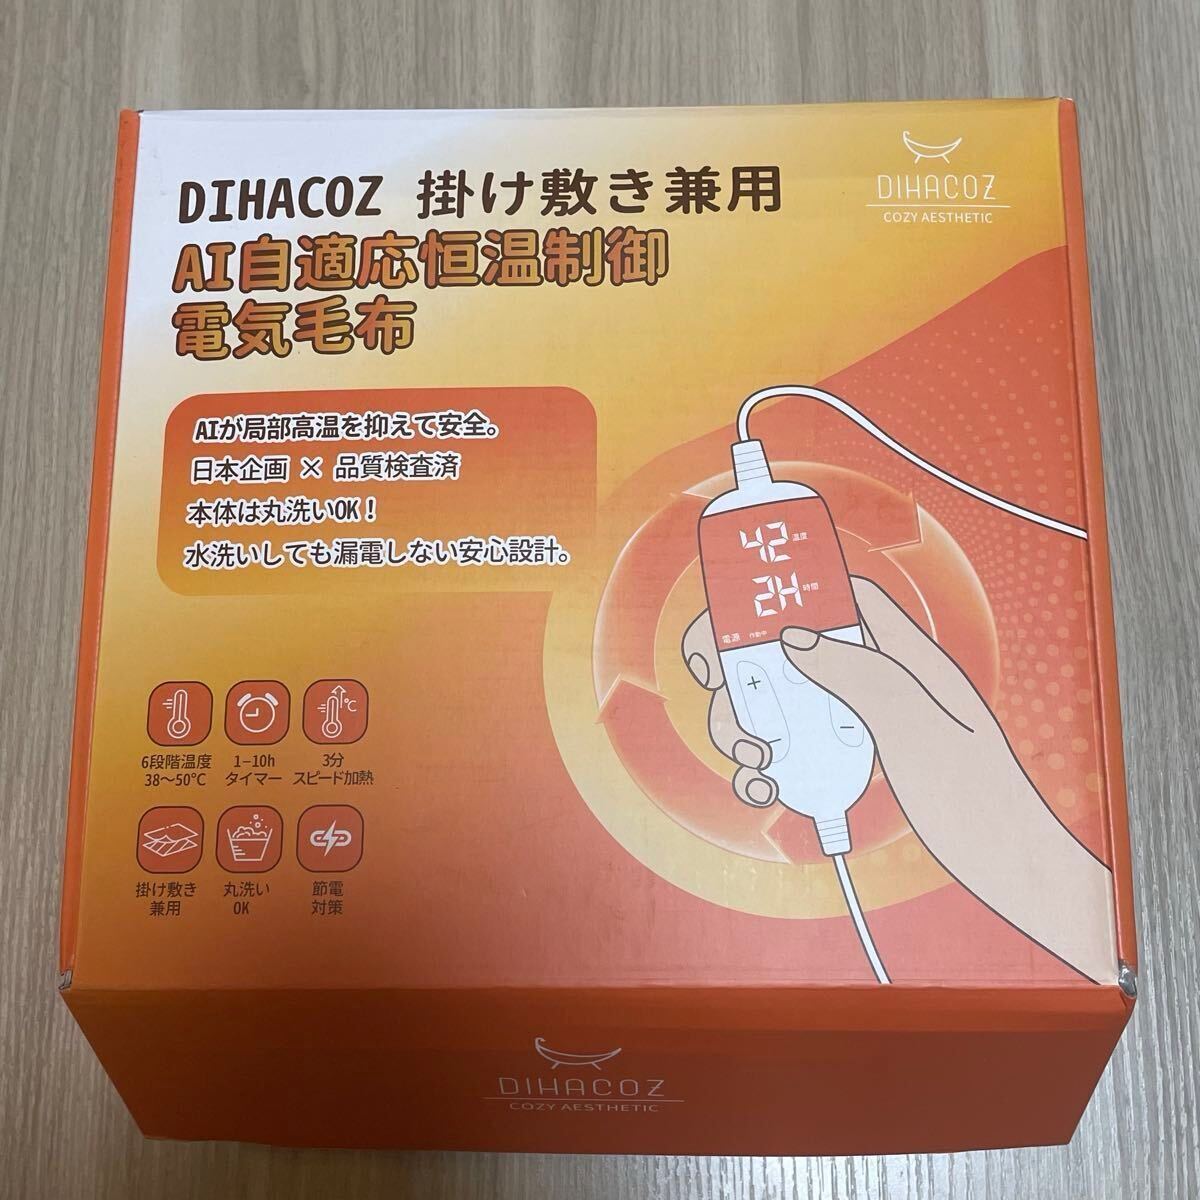 DIHACOZ 掛け敷き兼用
AI自適応恒温制御
電気毛布
DIHACOZ
COZY AESTHETIC
AIが局部高温を抑えて安全。
日本企画 × 品質検査済
本体は丸洗いOK！
水洗いしても漏電しない安心設計。
42 温度
2H 時間
電源 作動中
+
−
℃
6段階温度
38～50℃
1–10h
タイマー
3分
スピード加熱
掛け敷き
兼用
丸洗い
OK
節電
対策
DIHACOZ
COZY AESTHETIC